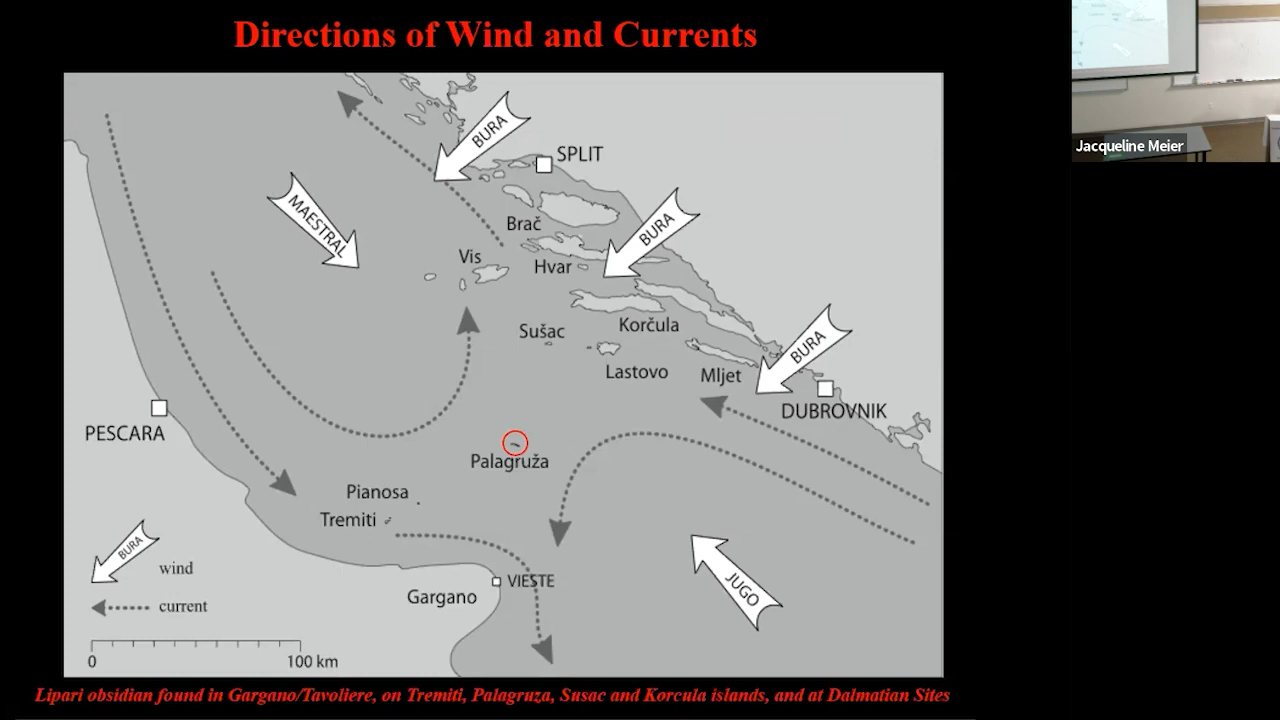 Directions of Wind and Currents
Jacqueline Meier
BURA
SPLIT
MAESTRAL
Brač
BURA
Vis
Hvar
Sušac
Korčula
BURA
Lastovo
Mljet
DUBROVNIK
PESCARA
Palagruža
Pianosa
Tremiti
BURA
wind
VIESTE
JUGO
Gargano
current
0 100 km
Lipari obsidian found in Gargano/Tavoliere, on Tremiti, Palagruza, Susac and Korcula islands, and at Dalmatian Sites